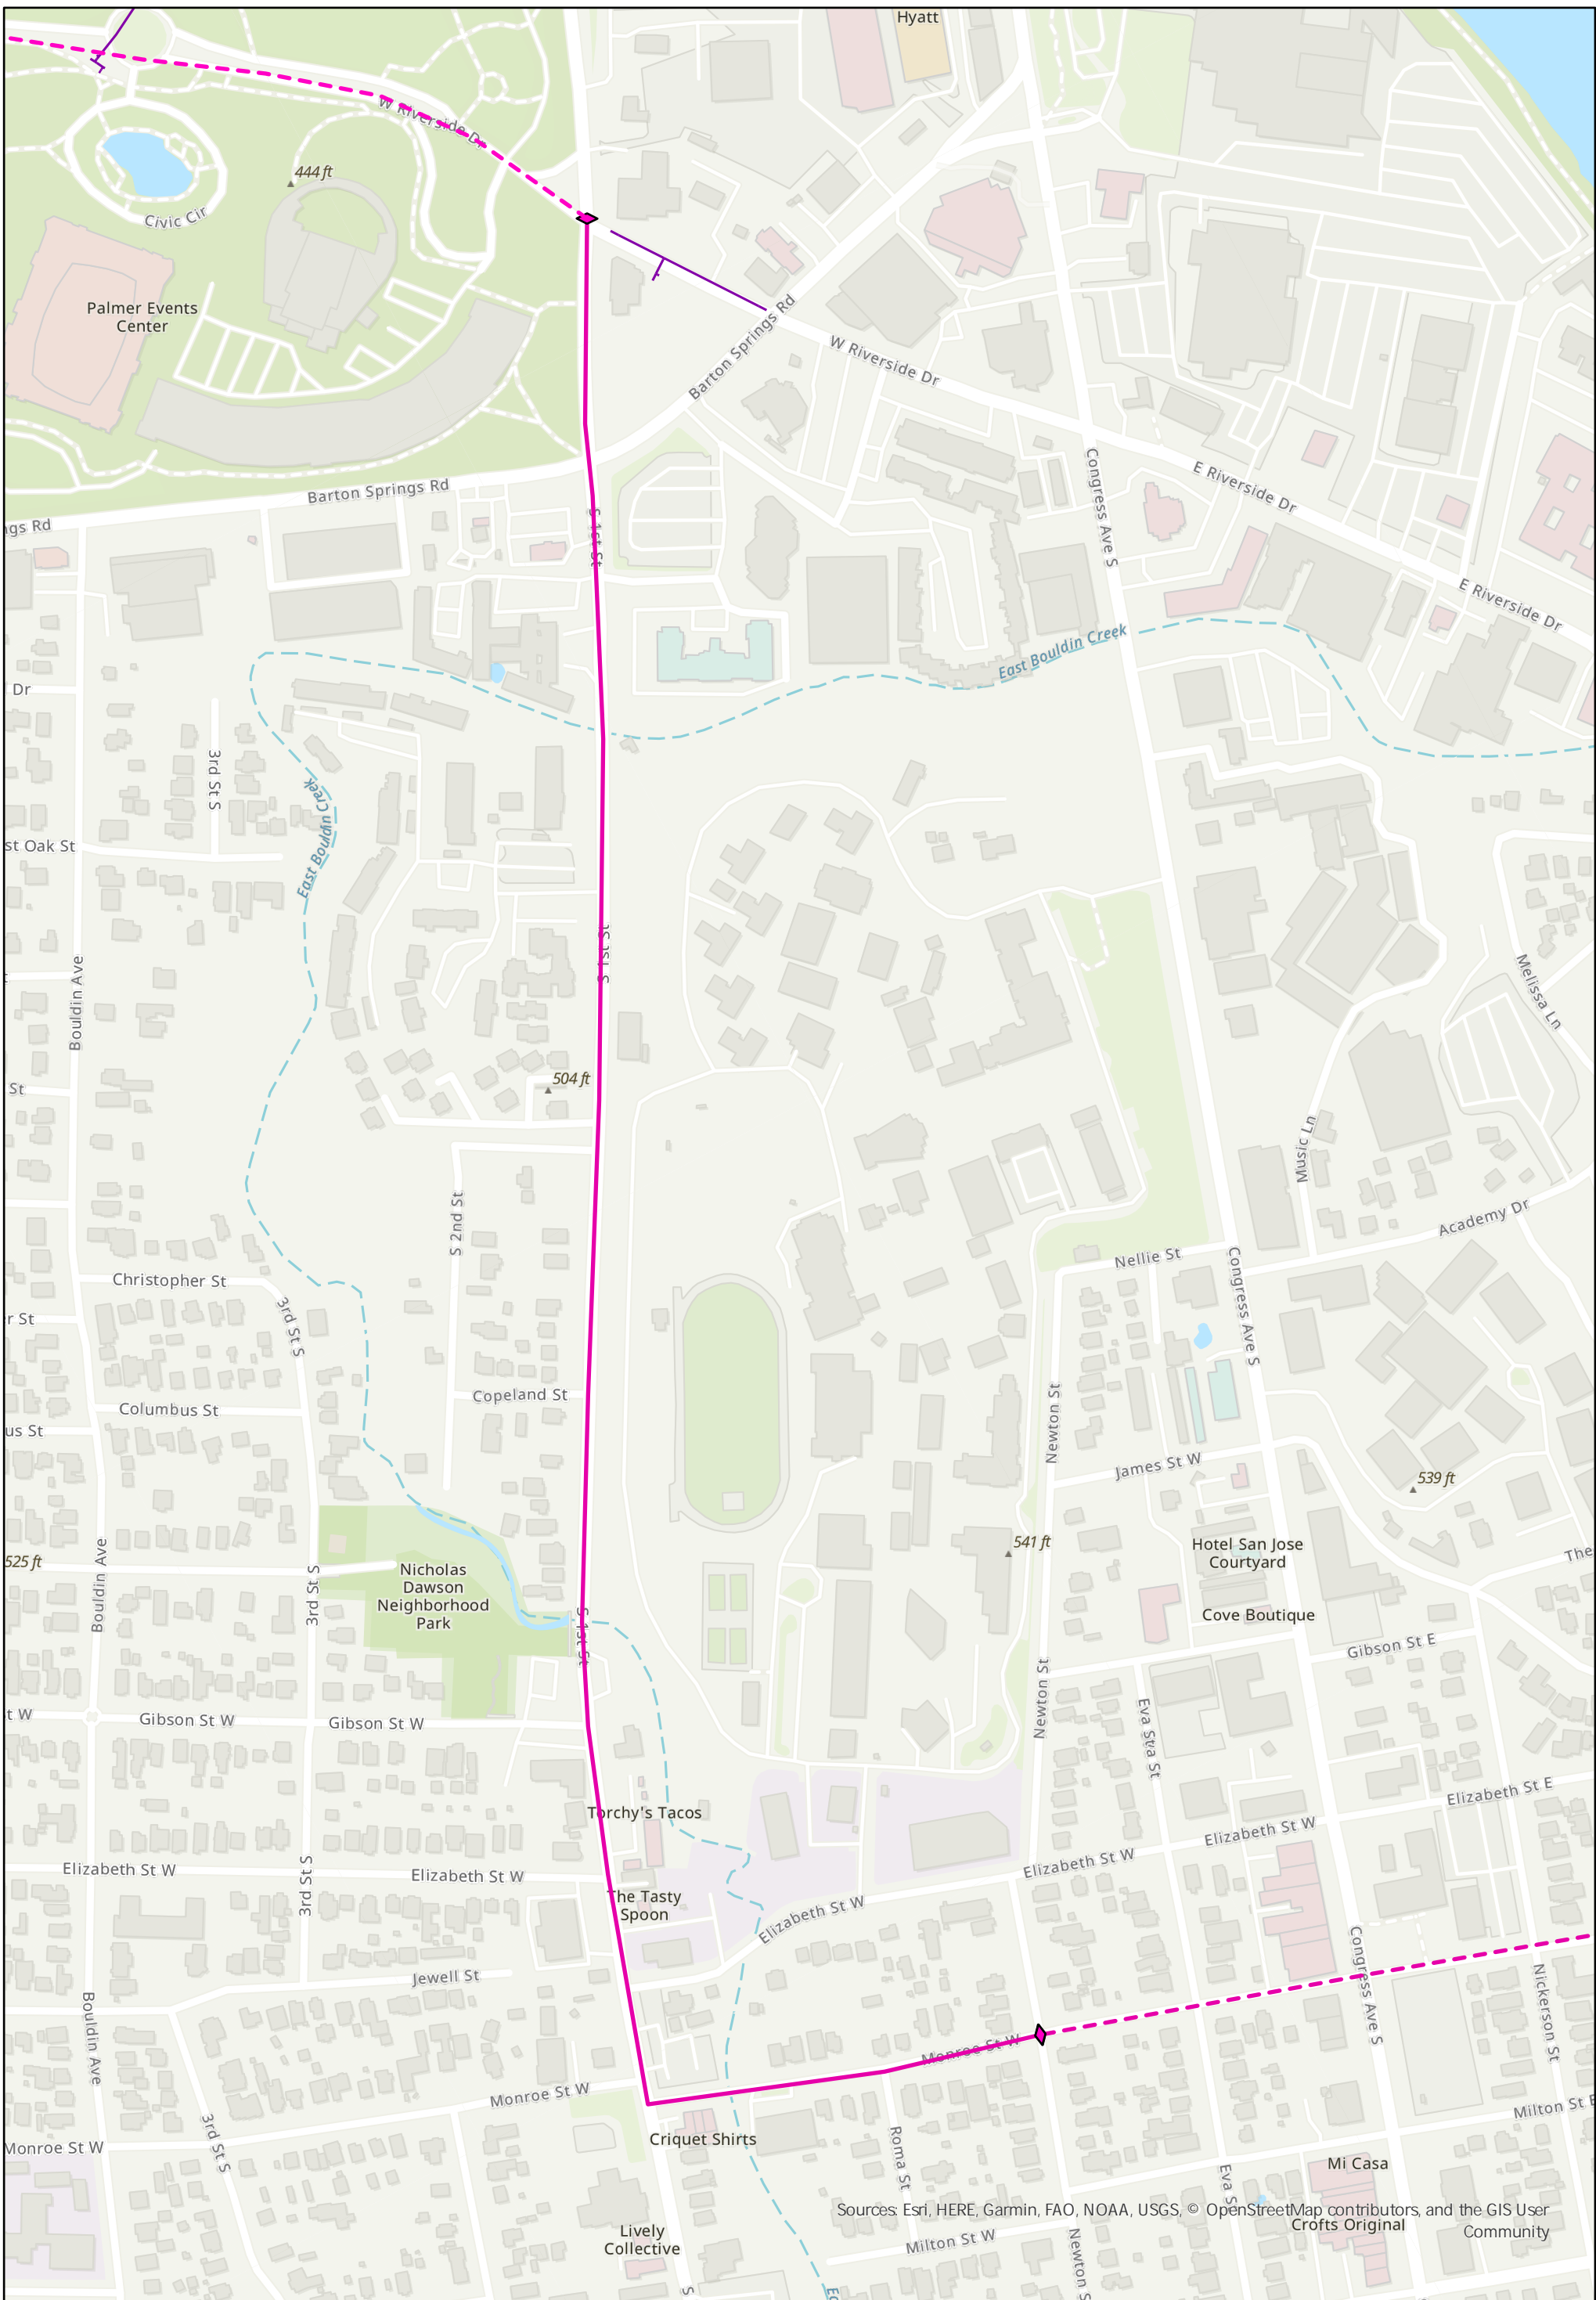 Hyatt
W Riverside Dr
444 ft
Civic Cir
Palmer Events
Center
Barton Springs Rd
W Riverside Dr
Barton Springs Rd
ngs Rd
S 1st St
Congress Ave S
E Riverside Dr
E Riverside Dr
East Bouldin Creek
Dr
3rd St S
East Bouldin Creek
st Oak St
Bouldin Ave
S 1st St
Melissa Ln
504 ft
St
Music Ln
S 2nd St
Academy Dr
Nellie St
Christopher St
3rd St S
r St
Congress Ave S
Copeland St
Columbus St
us St
Newton St
James St W
539 ft
541 ft
Hotel San Jose
Courtyard
525 ft
The
Bouldin Ave
3rd St S
Nicholas
Dawson
Neighborhood
Park
S 1st St
Cove Boutique
Gibson St E
Newton St
t W
Gibson St W
Gibson St W
Eva St
a St
Torchy's Tacos
Elizabeth St E
Elizabeth St W
Elizabeth St W
Elizabeth St W
3rd St S
Elizabeth St W
The Tasty
Spoon
Elizabeth St W
Congress Ave S
Nickerson St
Jewell St
Bouldin Ave
Monroe St W
Monroe St W
Milton St E
Monroe St W
3rd St S
Criquet Shirts
Roma St
Mi Casa
Eva St
Sources: Esri, HERE, Garmin, FAO, NOAA, USGS, © OpenStreetMap contributors, and the GIS User
Community
Crofts Original
Lively
Collective
Milton St W
Newton S
S